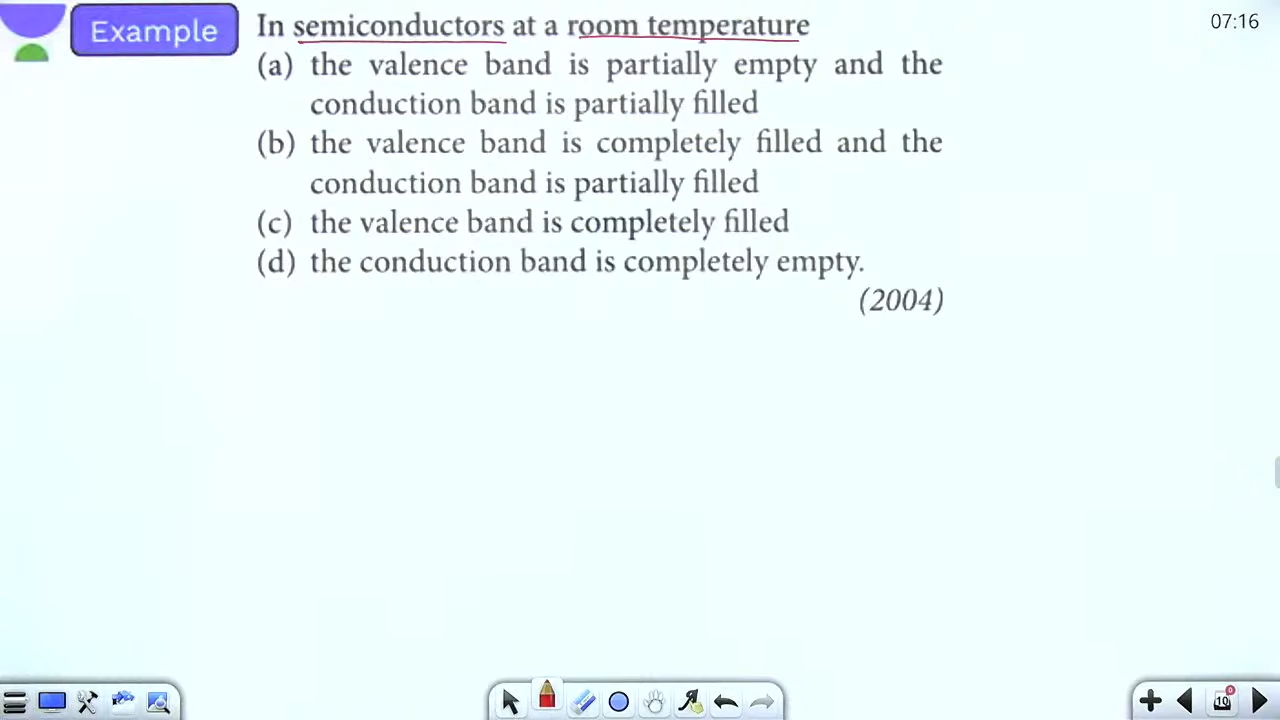 Example
In semiconductors at a room temperature
07:16
(a) the valence band is partially empty and the
conduction band is partially filled
(b) the valence band is completely filled and the
conduction band is partially filled
(c) the valence band is completely filled
(d) the conduction band is completely empty.
(2004)
10
0